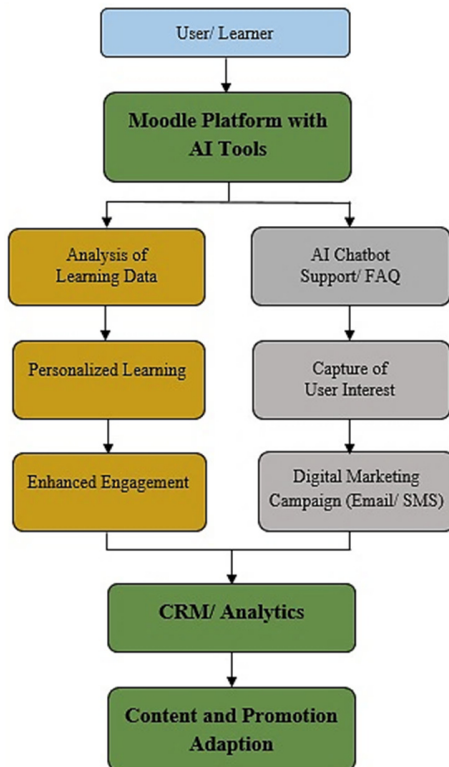 User/ Learner
Moodle Platform with
AI Tools
Analysis of
Learning Data
AI Chatbot
Support/ FAQ
Personalized Learning
Capture of
User Interest
Enhanced Engagement
Digital Marketing
Campaign (Email/ SMS)
CRM/ Analytics
Content and Promotion
Adaption